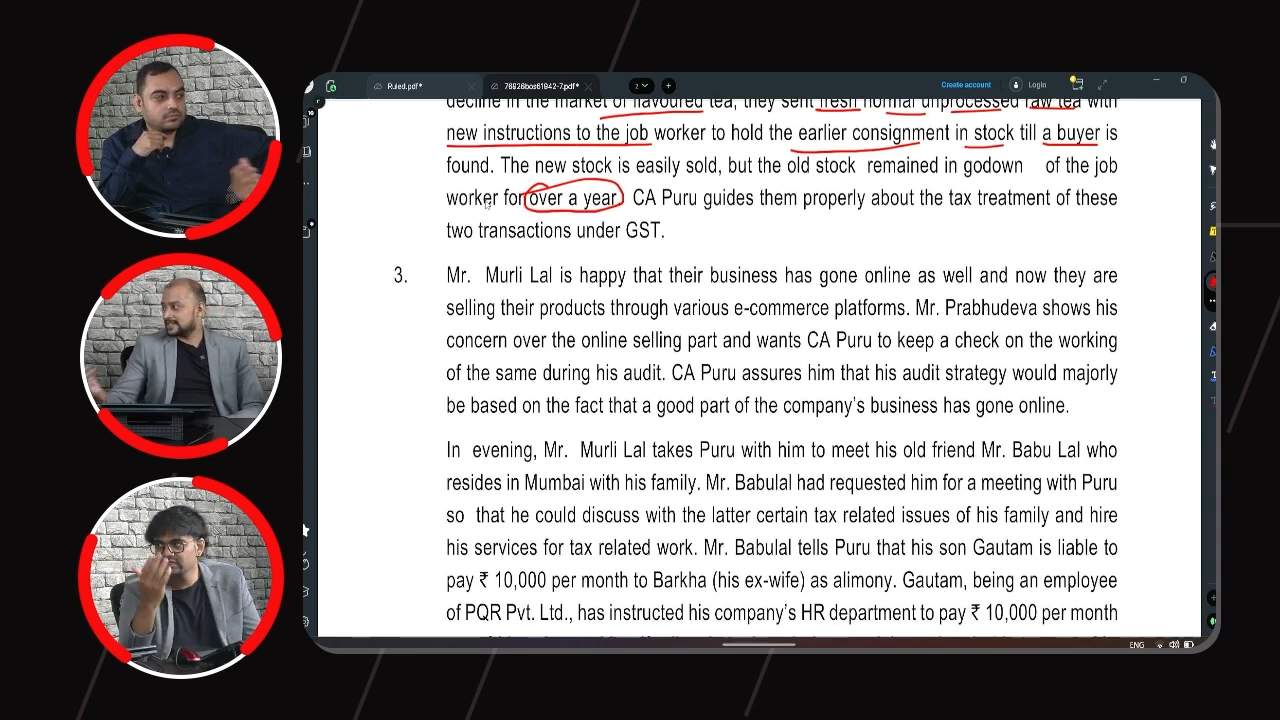 Ruled.pdf*
76926bos61942-7.pdf*
2
Create account
Login
decline in the market of flavoured tea, they sent fresh normal unprocessed raw tea with
new instructions to the job worker to hold the earlier consignment in stock till a buyer is
found. The new stock is easily sold, but the old stock remained in godown of the job
worker for over a year. CA Puru guides them properly about the tax treatment of these
two transactions under GST.
3. Mr. Murli Lal is happy that their business has gone online as well and now they are
selling their products through various e-commerce platforms. Mr. Prabhudeva shows his
concern over the online selling part and wants CA Puru to keep a check on the working
of the same during his audit. CA Puru assures him that his audit strategy would majorly
be based on the fact that a good part of the company's business has gone online.
In evening, Mr. Murli Lal takes Puru with him to meet his old friend Mr. Babu Lal who
resides in Mumbai with his family. Mr. Babulal had requested him for a meeting with Puru
so that he could discuss with the latter certain tax related issues of his family and hire
his services for tax related work. Mr. Babulal tells Puru that his son Gautam is liable to
pay ₹ 10,000 per month to Barkha (his ex-wife) as alimony. Gautam, being an employee
of PQR Pvt. Ltd., has instructed his company's HR department to pay ₹ 10,000 per month
ENG